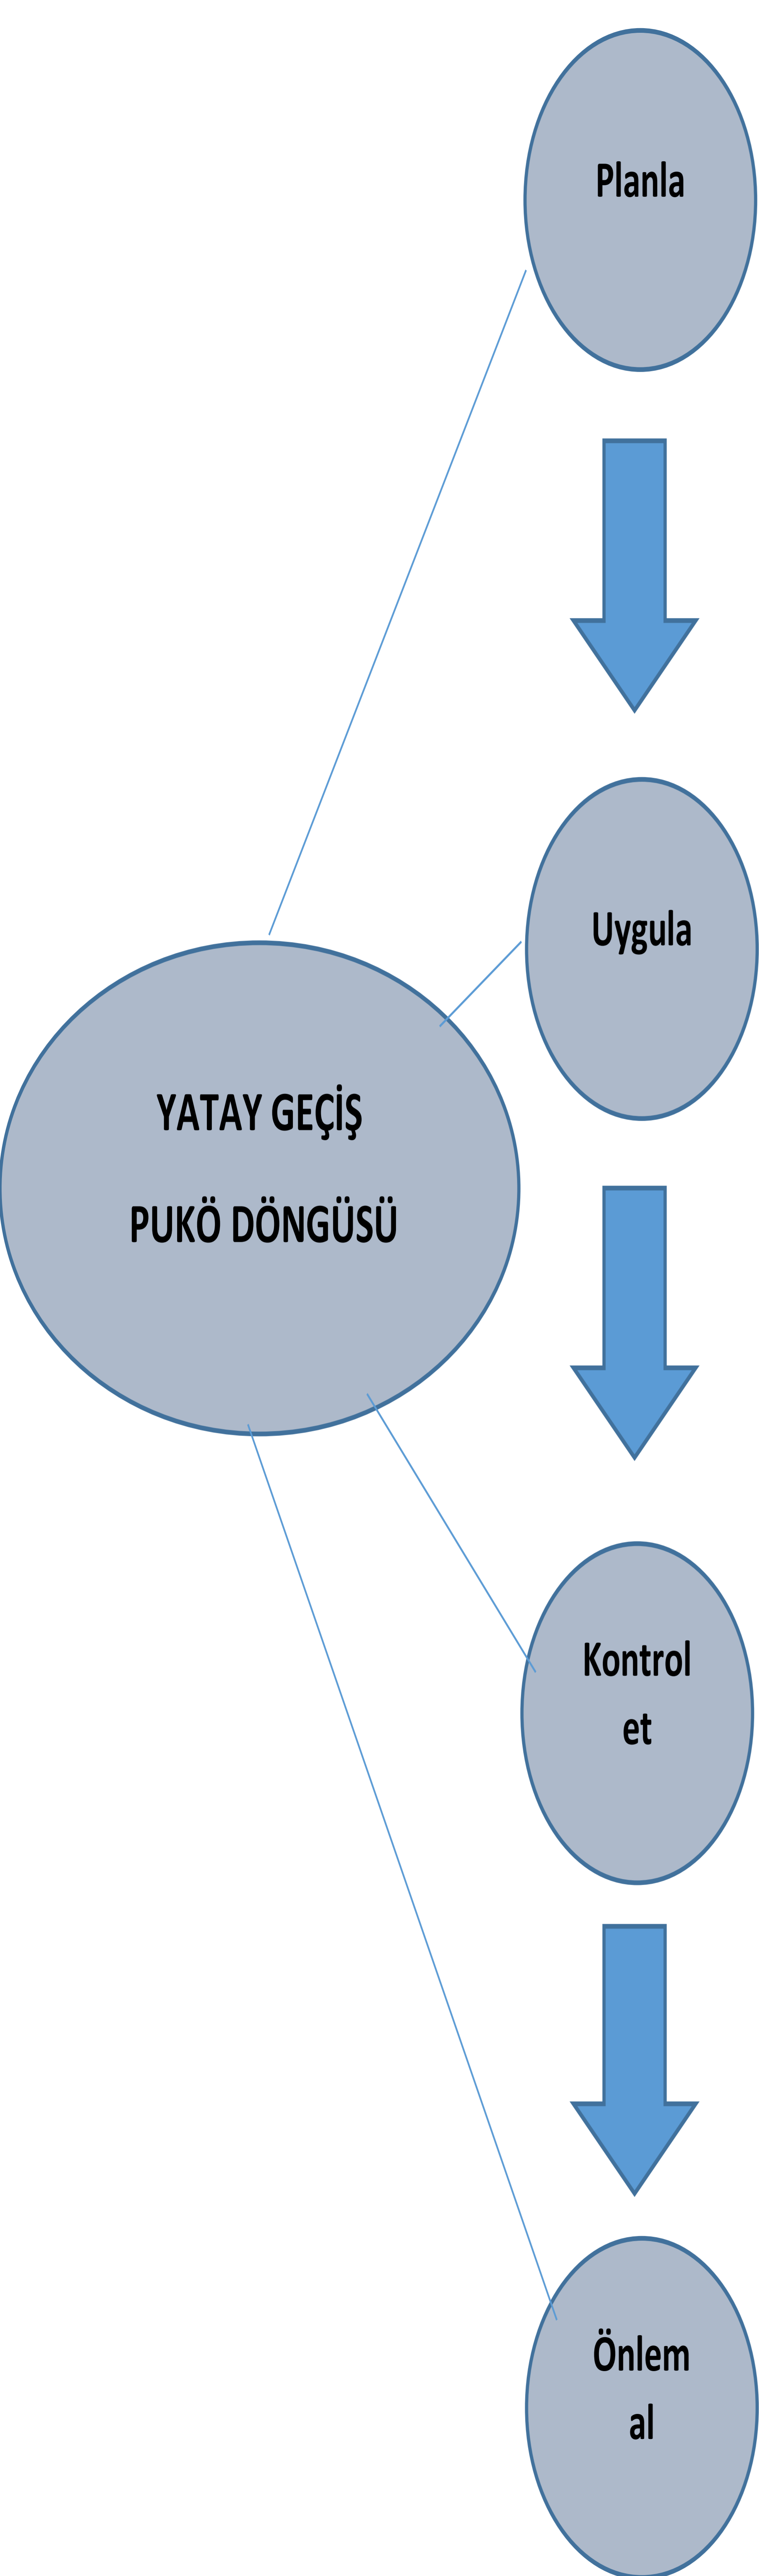 Planla
Uygula
YATAY GEÇİŞ
PUKÖ DÖNGÜSÜ
Kontrol
et
Önlem
al